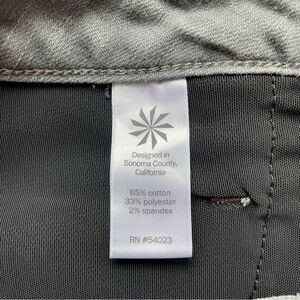 Designed in
Sonoma County,
California
65% cotton
33% polyester
2% spandex
RN #54023